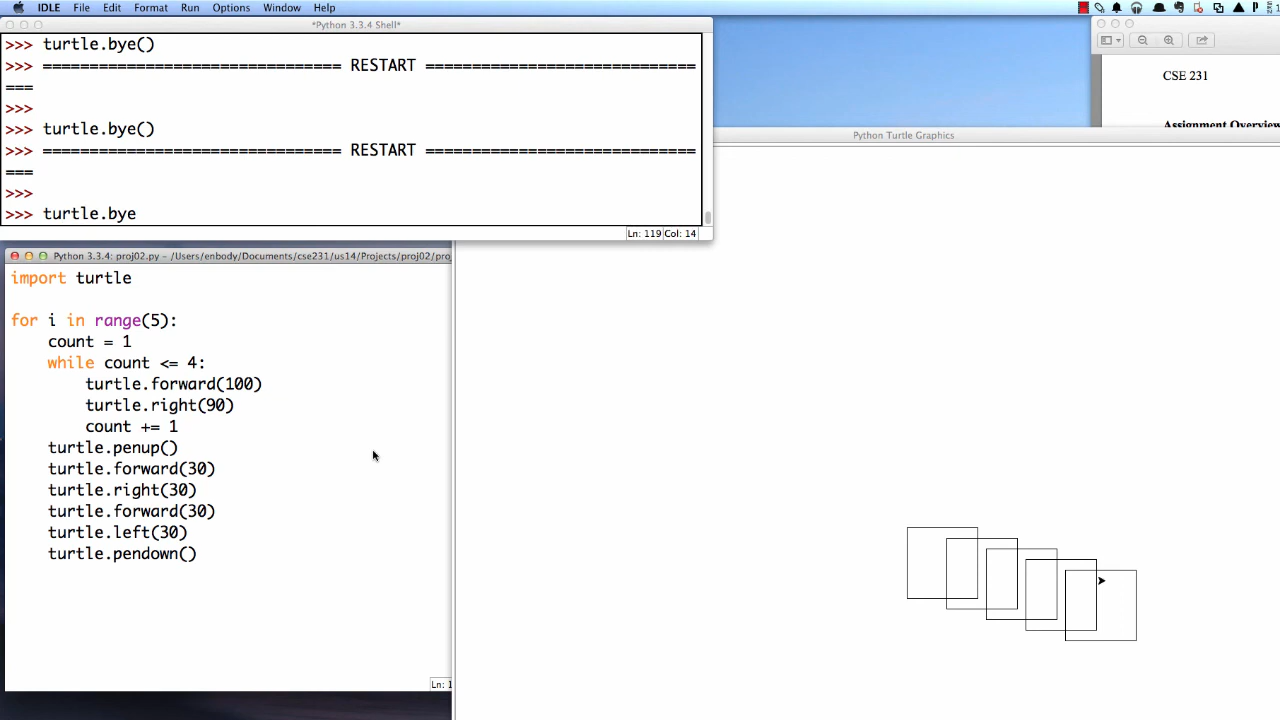 IDLE File Edit Format Run Options Window Help
*Python 3.3.4 Shell*
>>> turtle.bye()
>>> ================================ RESTART =============================
===
>>>
>>> turtle.bye()
>>> ================================ RESTART =============================
===
>>>
>>> turtle.bye
Ln: 119 Col: 14
CSE 231
Assignment Overview
Python Turtle Graphics
Python 3.3.4: proj02.py – /Users/enbody/Documents/cse231/us14/Projects/proj02/pro
import turtle
for i in range(5):
    count = 1
    while count <= 4:
        turtle.forward(100)
        turtle.right(90)
        count += 1
    turtle.penup()
    turtle.forward(30)
    turtle.right(30)
    turtle.forward(30)
    turtle.left(30)
    turtle.pendown()
Ln: 1